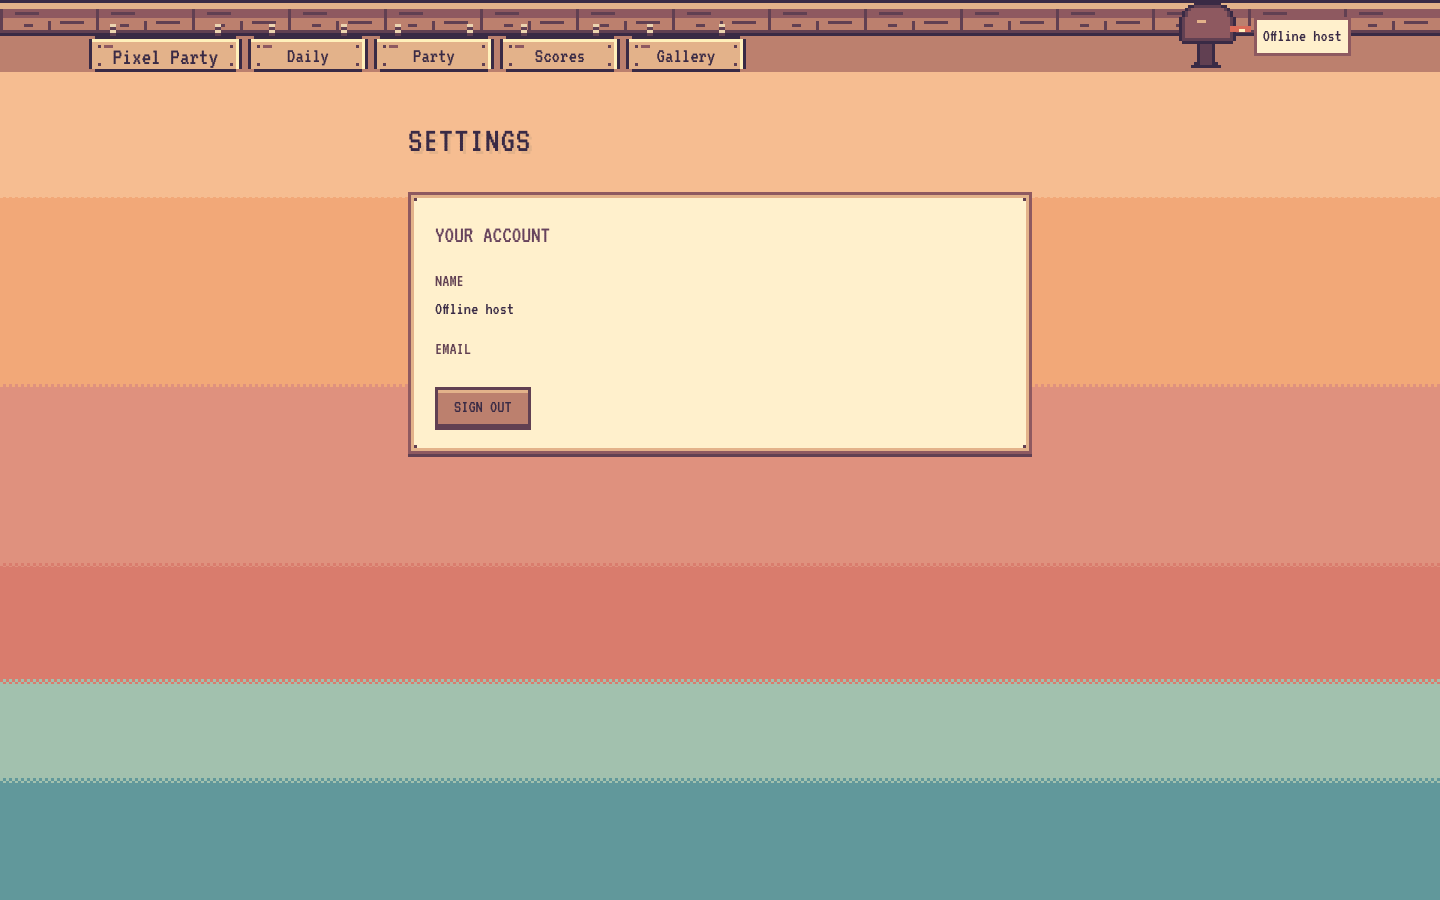 Pixel Party
Daily
Party
Scores
Gallery
Offline host
SETTINGS
YOUR ACCOUNT
NAME
Offline host
EMAIL
SIGN OUT